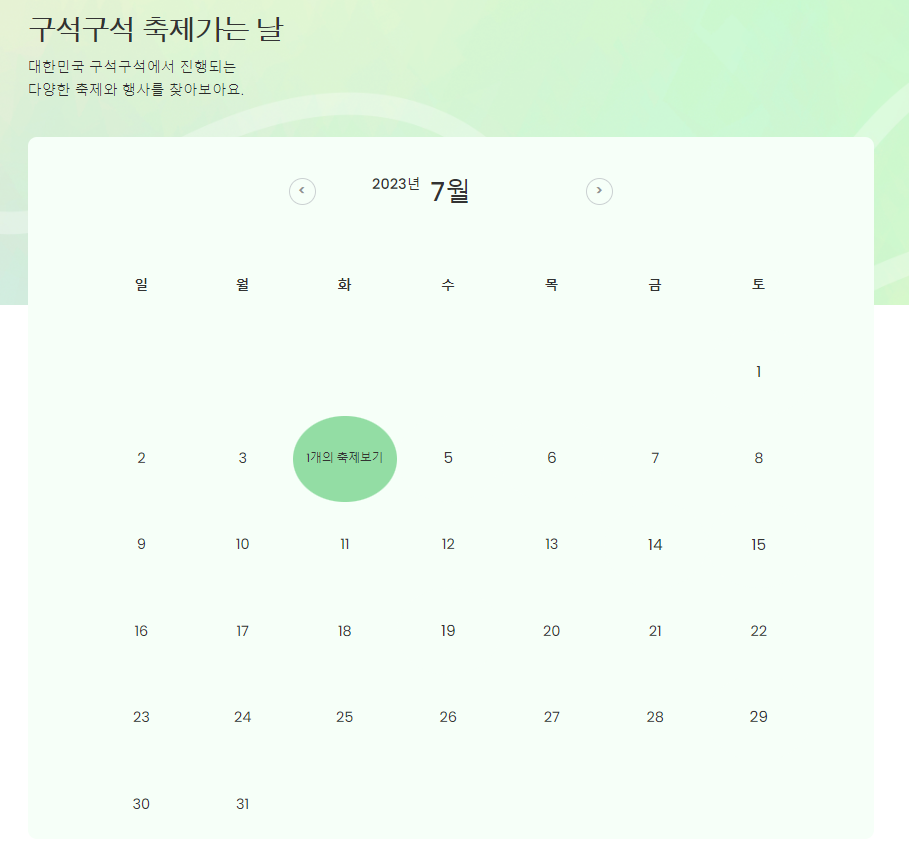 구석구석 축제가는 날
대한민국 구석구석에서 진행되는
다양한 축제와 행사를 찾아보아요.
2023년 7월
일 월 화 수 목 금 토
1
2 3 1개의 축제보기 5 6 7 8
9 10 11 12 13 14 15
16 17 18 19 20 21 22
23 24 25 26 27 28 29
30 31